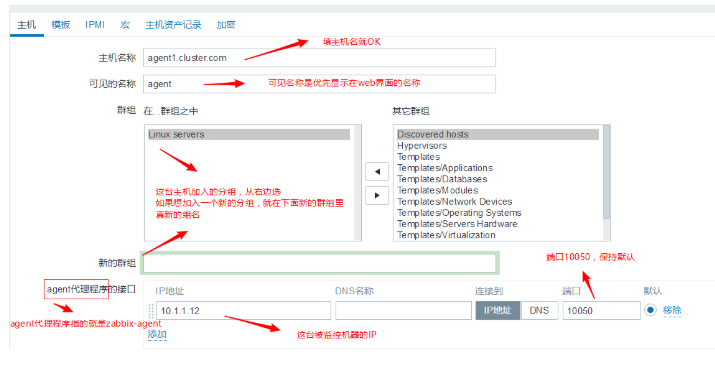 主机 模板 IPMI 宏 主机资产记录 加密
填主机名就OK
主机名称 agent1.cluster.com
可见的名称 agent
可见名称是优先显示在web界面的名称
群组 在...群组之中 其它群组
Linux servers
Discovered hosts
Hypervisors
Templates
Templates/Applications
Templates/Databases
Templates/Modules
Templates/Network Devices
Templates/Operating Systems
Templates/Servers Hardware
Templates/Virtualization
这台主机加入的分组，从右边选
如果想加入一个新的分组，就在下面新的群组里
真新的组名
新的群组
端口10050，保持默认
agent代理程序的接口
IP地址 DNS名称 连接到 端口 默认
10.1.1.12 IP地址 DNS 10050 移除
agent代理程序指的就是zabbix-agent
添加
这台被监控机器的IP